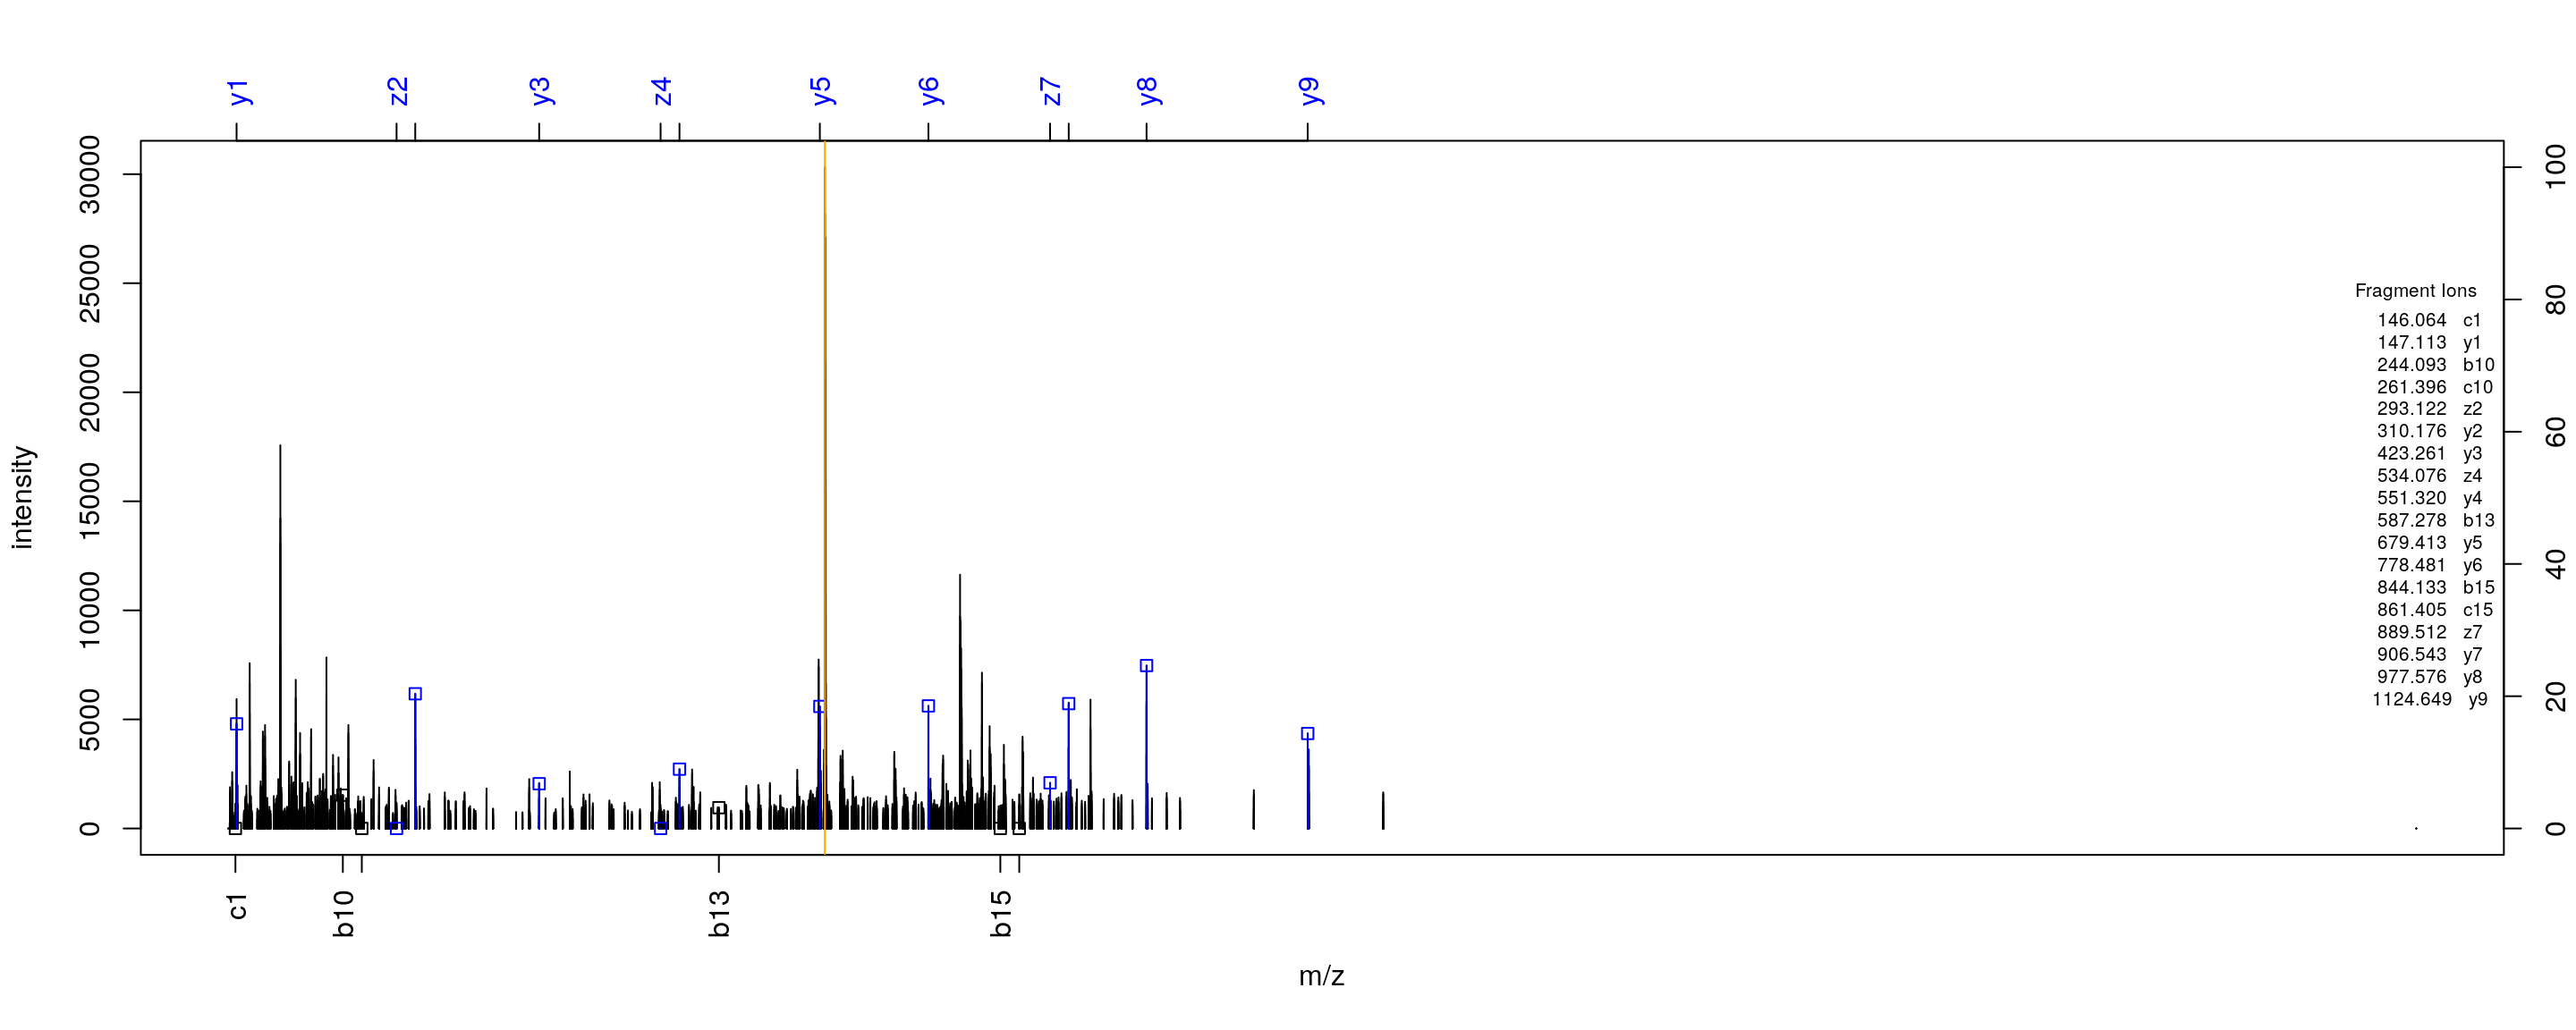 y1 z2 y3 z4 y5 y6 z7 y8 y9
30000
25000
20000
15000
10000
5000
0
intensity
100
80
60
40
20
0
Fragment Ions
146.064 c1
147.113 y1
244.093 b10
261.396 c10
293.122 z2
310.176 y2
423.261 y3
534.076 z4
551.320 y4
587.278 b13
679.413 y5
778.481 y6
844.133 b15
861.405 c15
889.512 z7
906.543 y7
977.576 y8
1124.649 y9
c1 b10 b13 b15
m/z